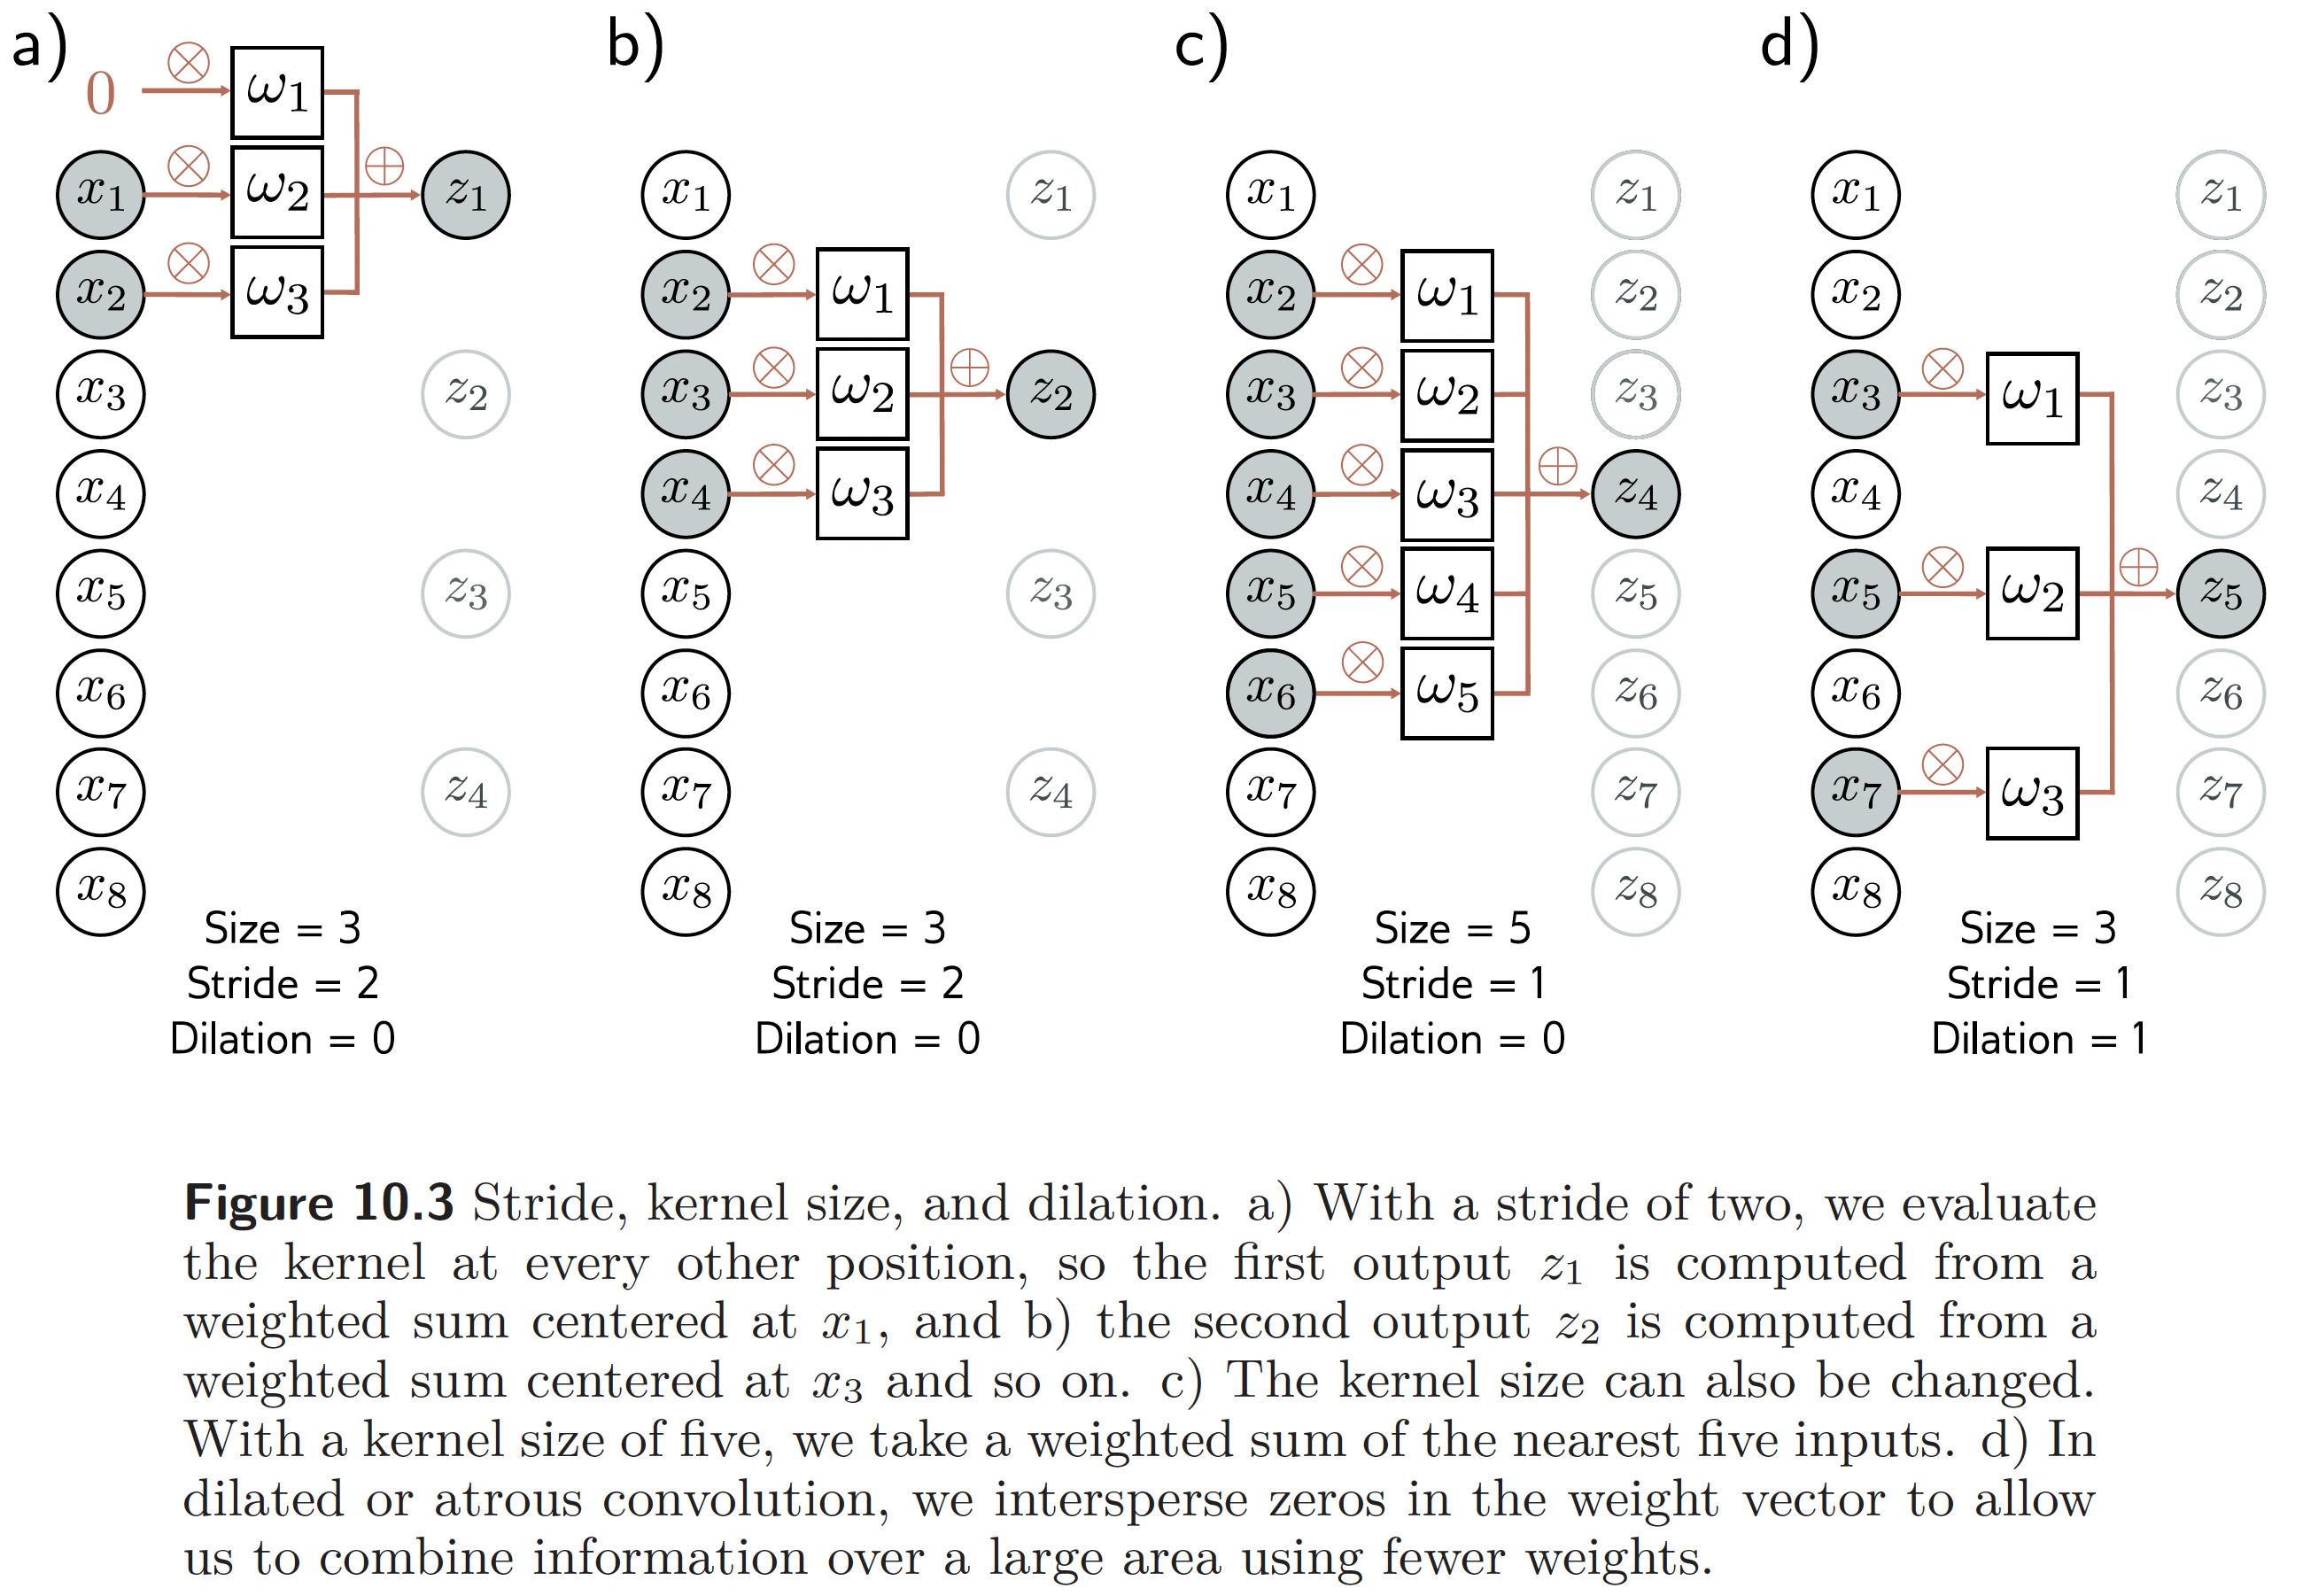 a)
0 ⊗ ω1
x1 ⊗ ω2 ⊕ z1
x2 ⊗ ω3
x3 z2
x4
x5 z3
x6
x7 z4
x8
Size = 3
Stride = 2
Dilation = 0
b)
x1 z1
x2 ⊗ ω1
x3 ⊗ ω2 ⊕ z2
x4 ⊗ ω3
x5 z3
x6
x7 z4
x8
Size = 3
Stride = 2
Dilation = 0
c)
x1 z1
x2 ⊗ ω1 z2
x3 ⊗ ω2 z3
x4 ⊗ ω3 ⊕ z4
x5 ⊗ ω4 z5
x6 ⊗ ω5 z6
x7 z7
x8 z8
Size = 5
Stride = 1
Dilation = 0
d)
x1 z1
x2 z2
x3 ⊗ ω1 z3
x4 z4
x5 ⊗ ω2 ⊕ z5
x6 z6
x7 ⊗ ω3 z7
x8 z8
Size = 3
Stride = 1
Dilation = 1
Figure 10.3 Stride, kernel size, and dilation. a) With a stride of two, we evaluate
the kernel at every other position, so the first output z1 is computed from a
weighted sum centered at x1, and b) the second output z2 is computed from a
weighted sum centered at x3 and so on. c) The kernel size can also be changed.
With a kernel size of five, we take a weighted sum of the nearest five inputs. d) In
dilated or atrous convolution, we intersperse zeros in the weight vector to allow
us to combine information over a large area using fewer weights.